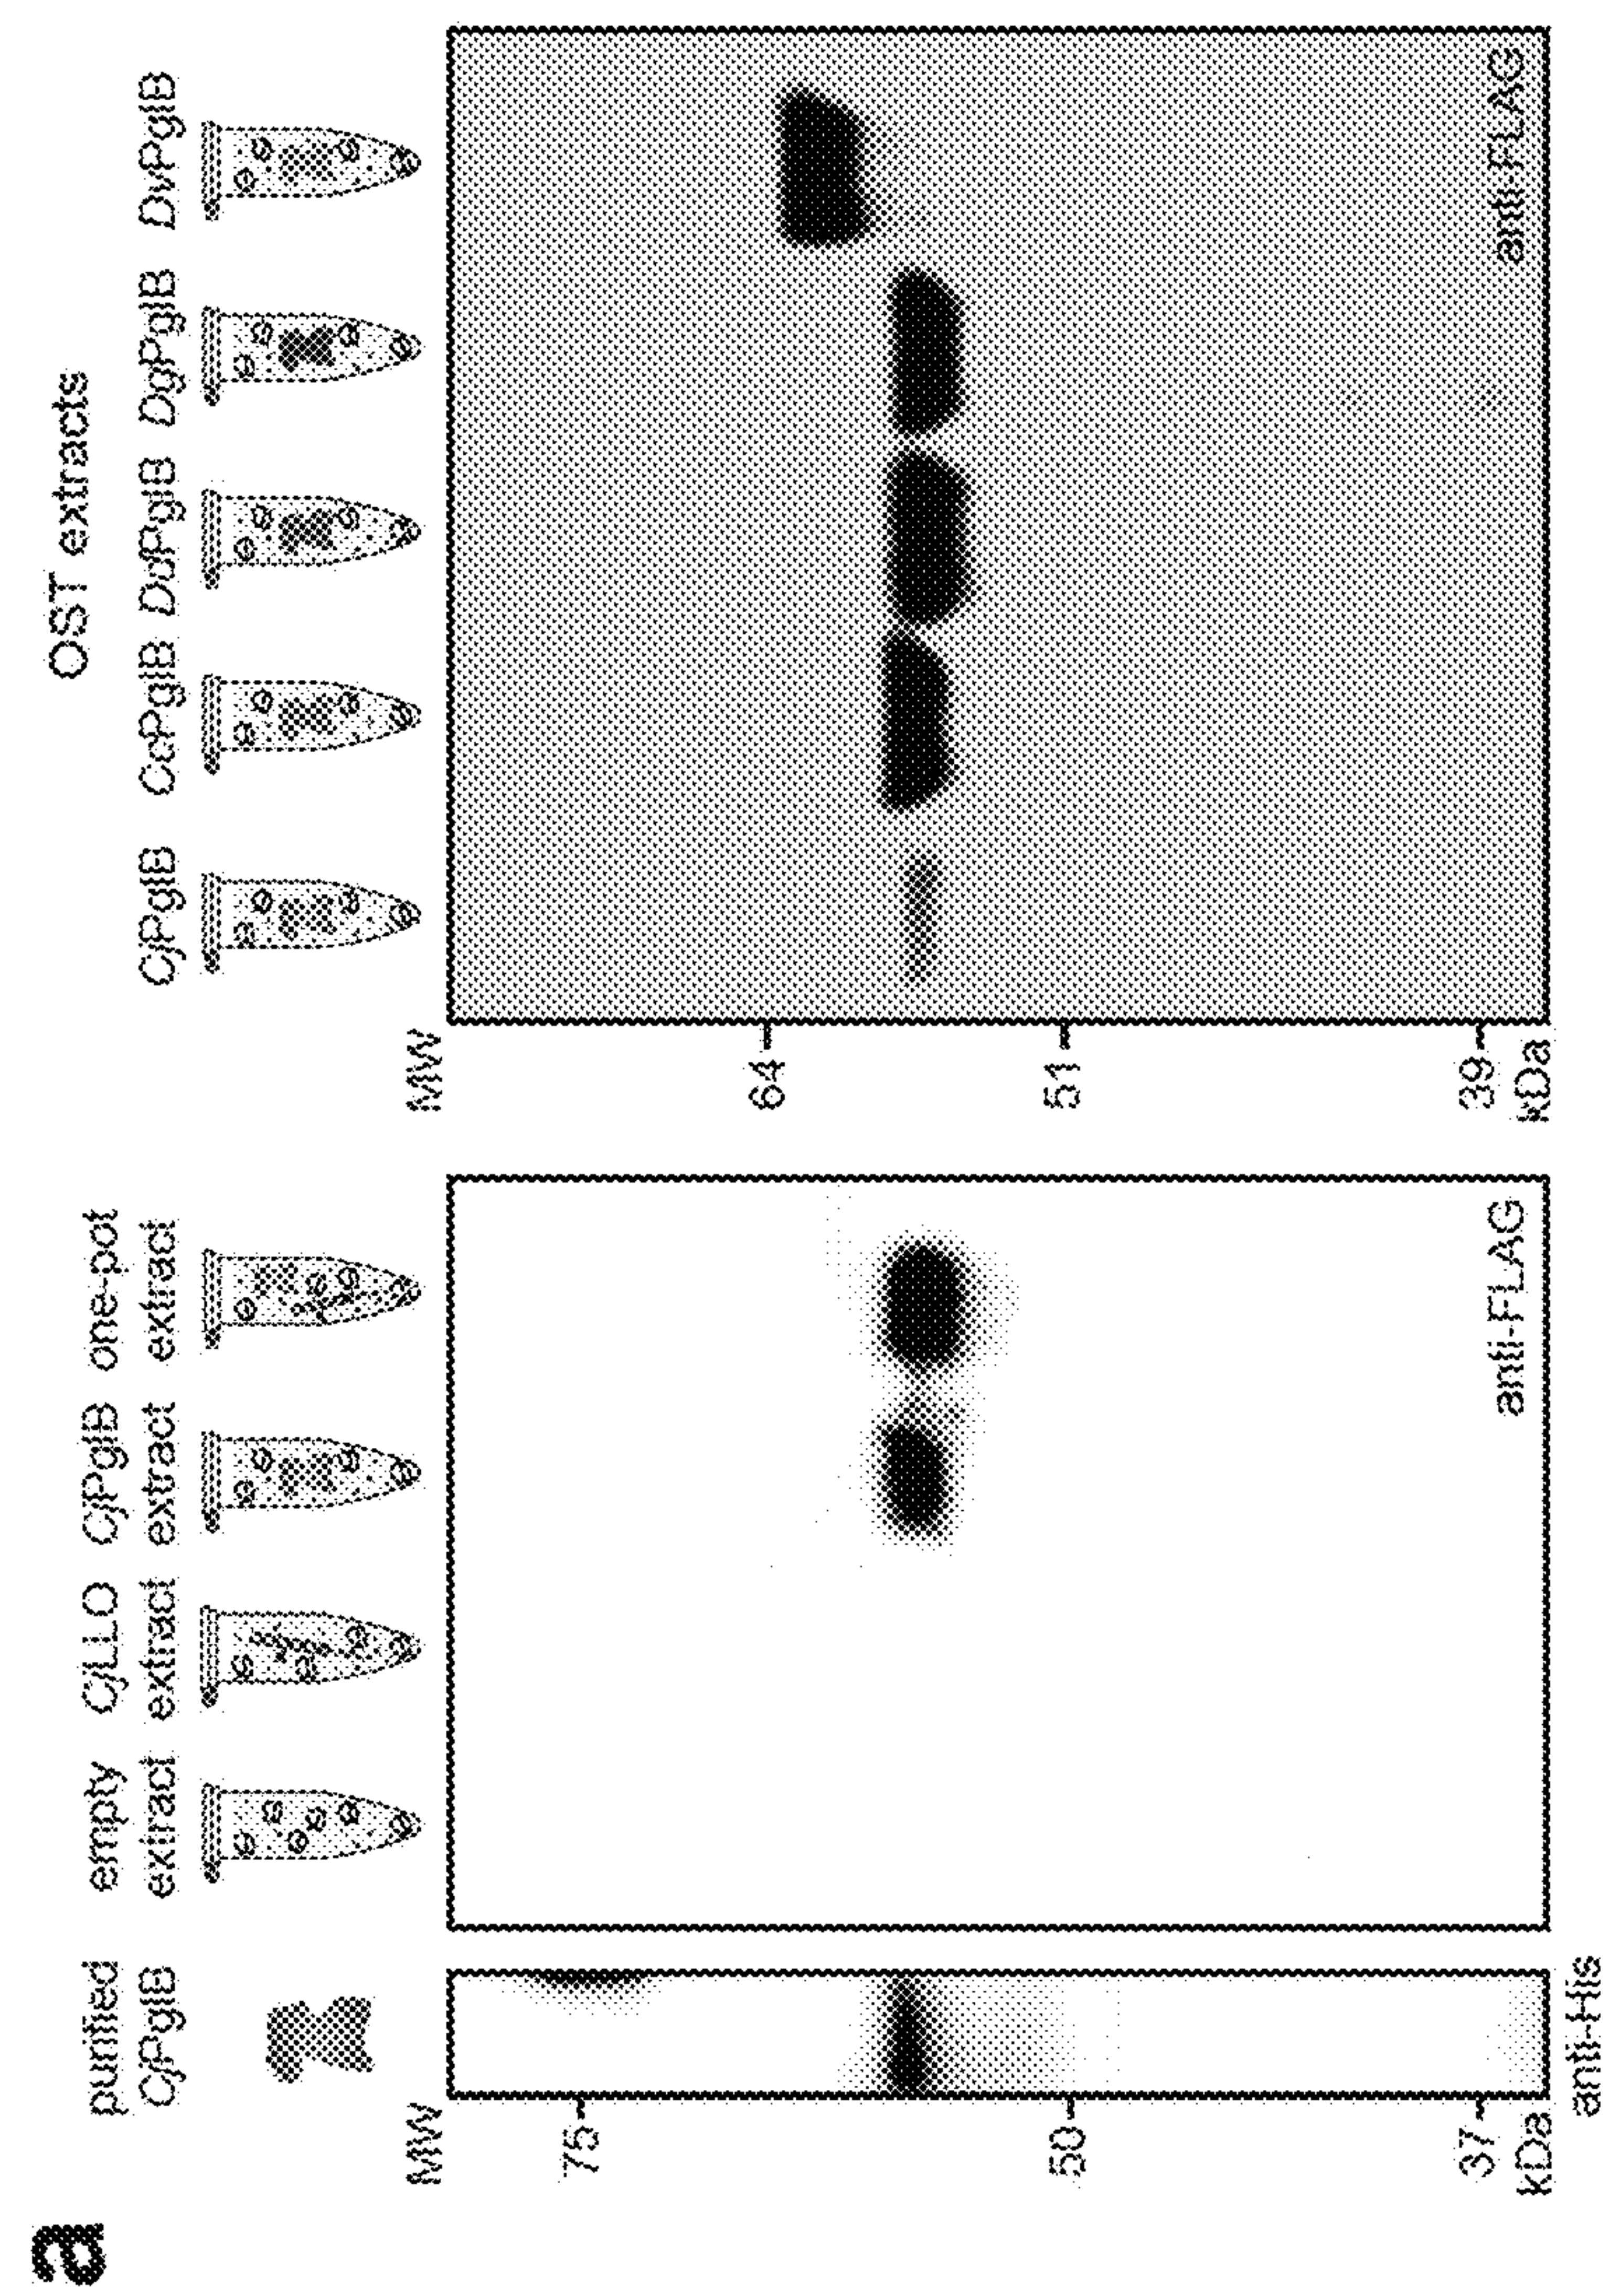 a
purified
CjPglB
empty
extract
CjLLO
extract
CjPglB
extract
one-pot
extract
MW
75
50
37
kDa
anti-His
anti-FLAG
OST extracts
CjPglB
CcPglB
DdPglB
DgPglB
DvPglB
MW
64
51
39
kDa
anti-FLAG